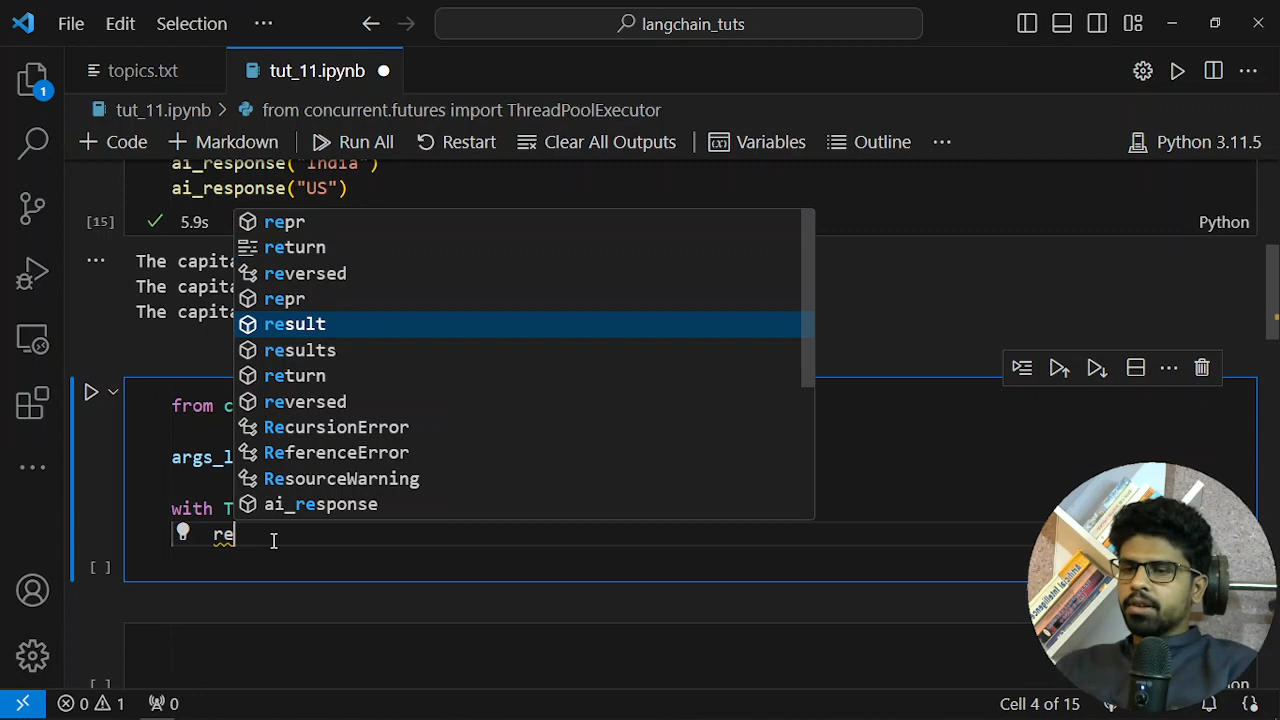 File Edit Selection ··· langchain_tuts
topics.txt tut_11.ipynb
tut_11.ipynb > from concurrent.futures import ThreadPoolExecutor
+ Code + Markdown Run All Restart Clear All Outputs Variables Outline ··· Python 3.11.5
ai_response("India")
ai_response("US")
[15] 5.9s Python
repr
return
The capita
reversed
The capita
repr
The capita
result
results
return
reversed
from c
RecursionError
args_l
ReferenceError
ResourceWarning
with T
ai_response
re
[ ]
[ ]
0 1 0 Cell 4 of 15